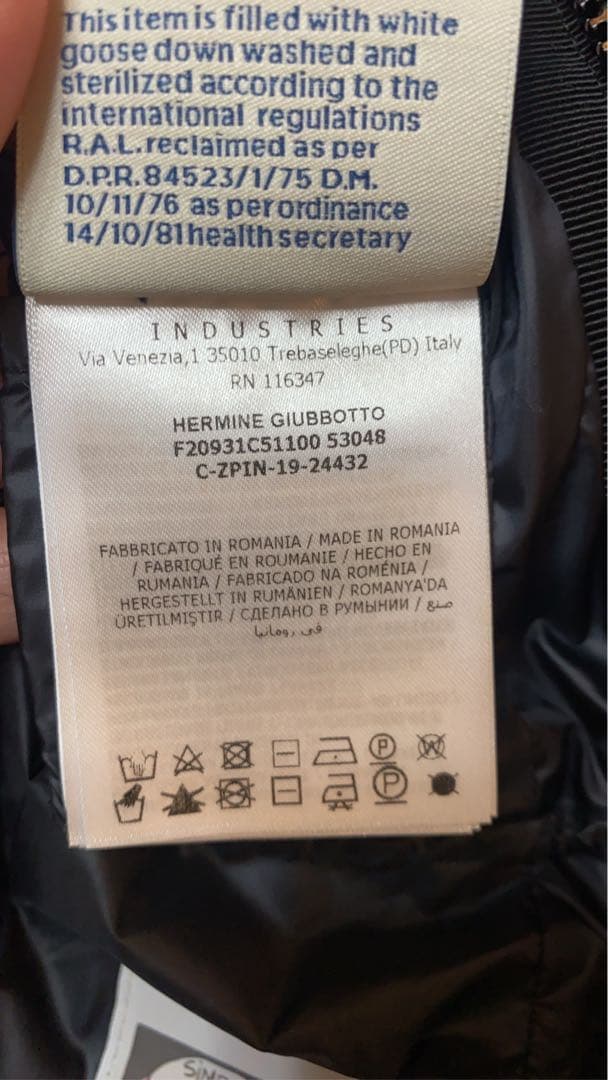 This item is filled with white
goose down washed and
sterilized according to the
international regulations
R.A.L. reclaimed as per
D.P.R. 84523/1/75 D.M.
10/11/76 as per ordinance
14/10/81 health secretary
INDUSTRIES
Via Venezia,1 35010 Trebaseleghe(PD) Italy
RN 116347
HERMINE GIUBBOTTO
F20931C51100 53048
C-ZPIN-19-24432
FABBRICATO IN ROMANIA / MADE IN ROMANIA
/ FABRIQUÉ EN ROUMANIE / HECHO EN
RUMANIA / FABRICADO NA ROMÉNIA /
HERGESTELLT IN RUMÄNIEN / ROMANYA'DA
ÜRETILMIŞTIR / СДЕЛАНО В РУМЫНИИ / صنع
في رومانيا
P W
P